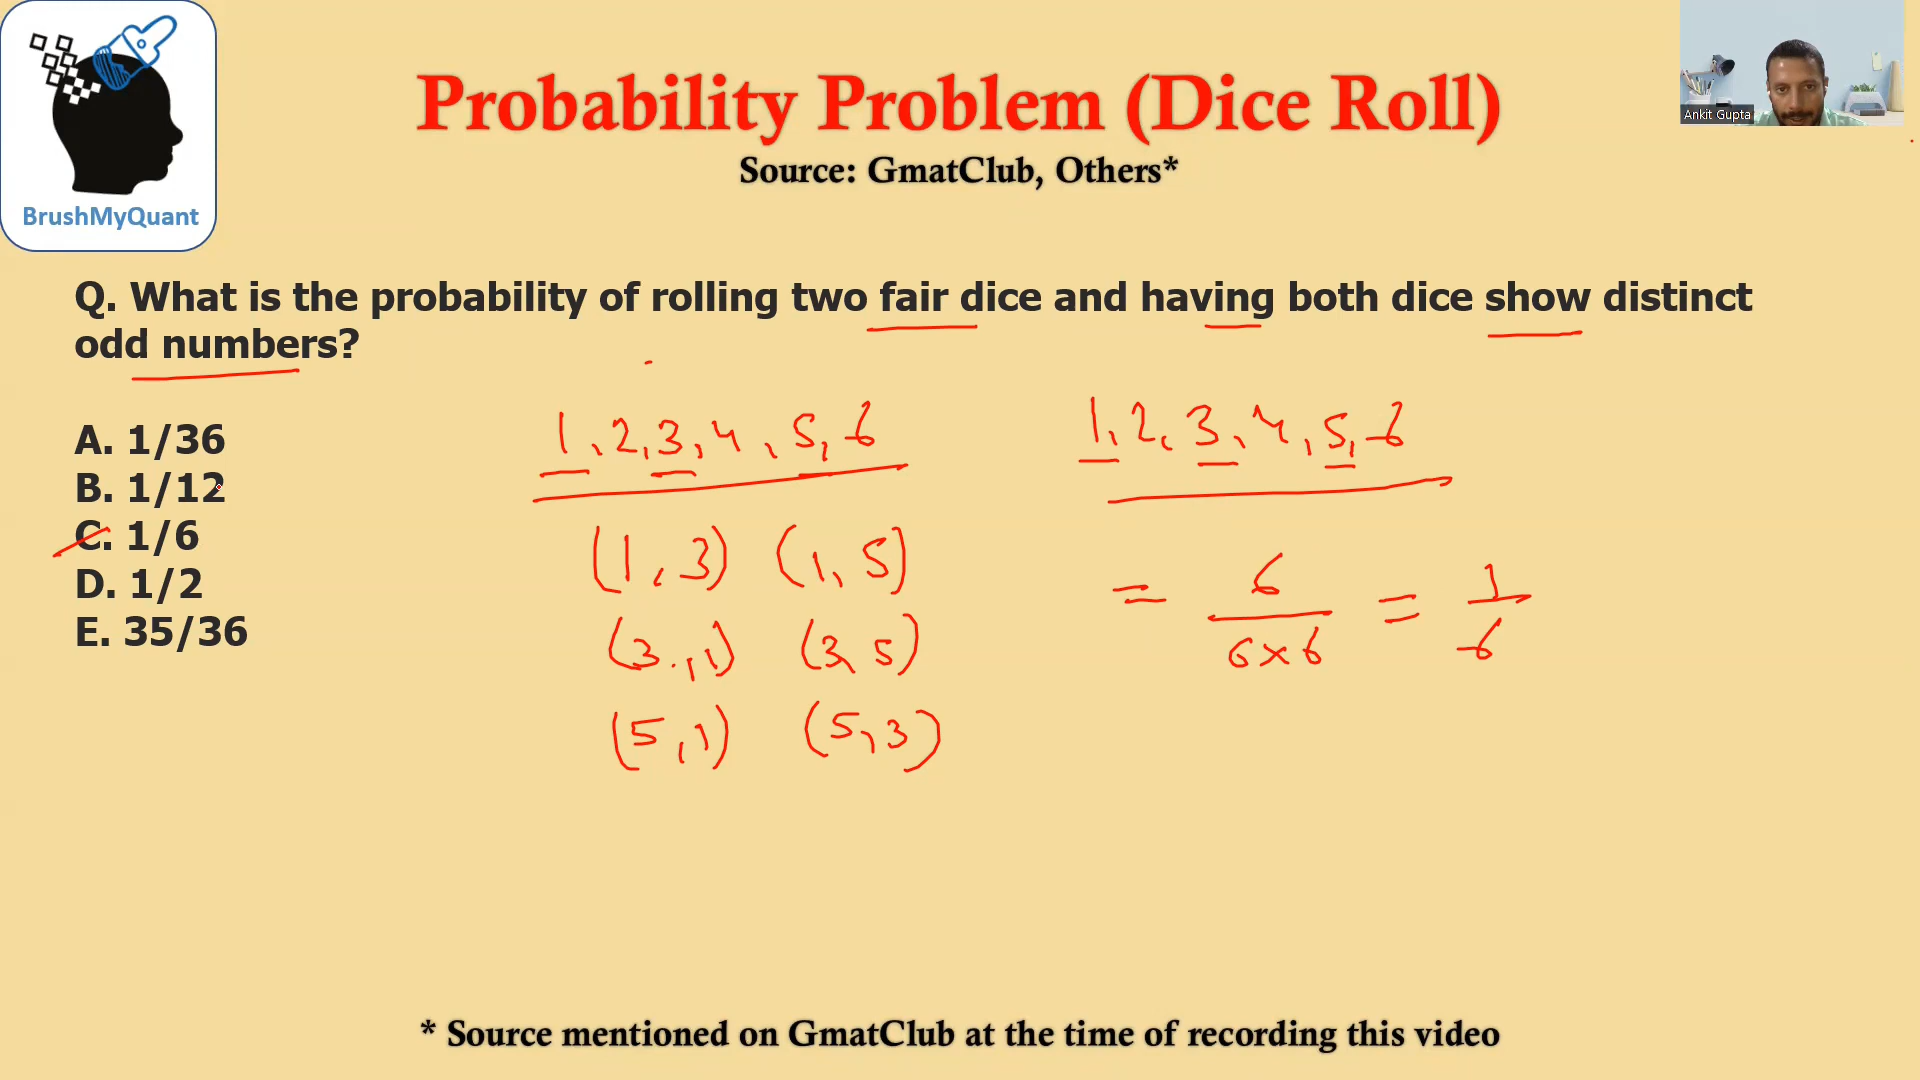 BrushMyQuant
Probability Problem (Dice Roll)
Source: GmatClub, Others*
Ankit Gupta
Q. What is the probability of rolling two fair dice and having both dice show distinct
odd numbers?
A. 1/36
B. 1/12
C. 1/6
D. 1/2
E. 35/36
1, 2, 3, 4, 5, 6
1, 2, 3, 4, 5, 6
(1, 3) (1, 5)
(3, 1) (3, 5)
(5, 1) (5, 3)
= 6/6×6 = 1/6
* Source mentioned on GmatClub at the time of recording this video